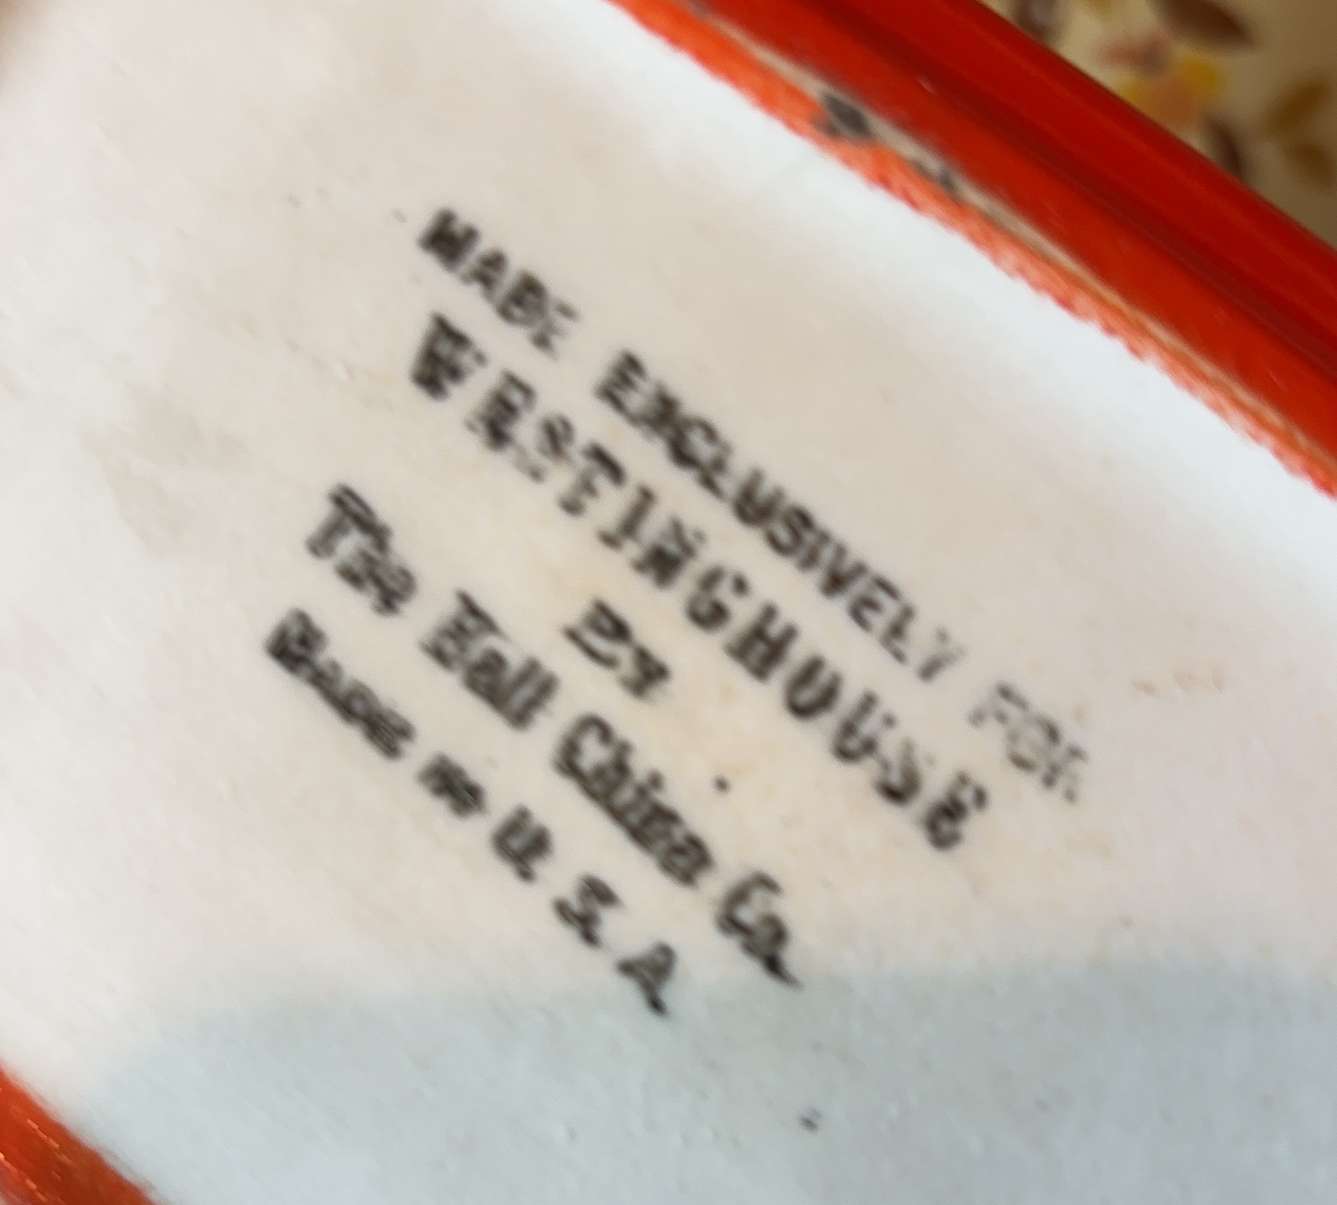 MADE EXCLUSIVELY FOR
WESTINGHOUSE
By
The Hall China Co.
MADE IN U. S. A.